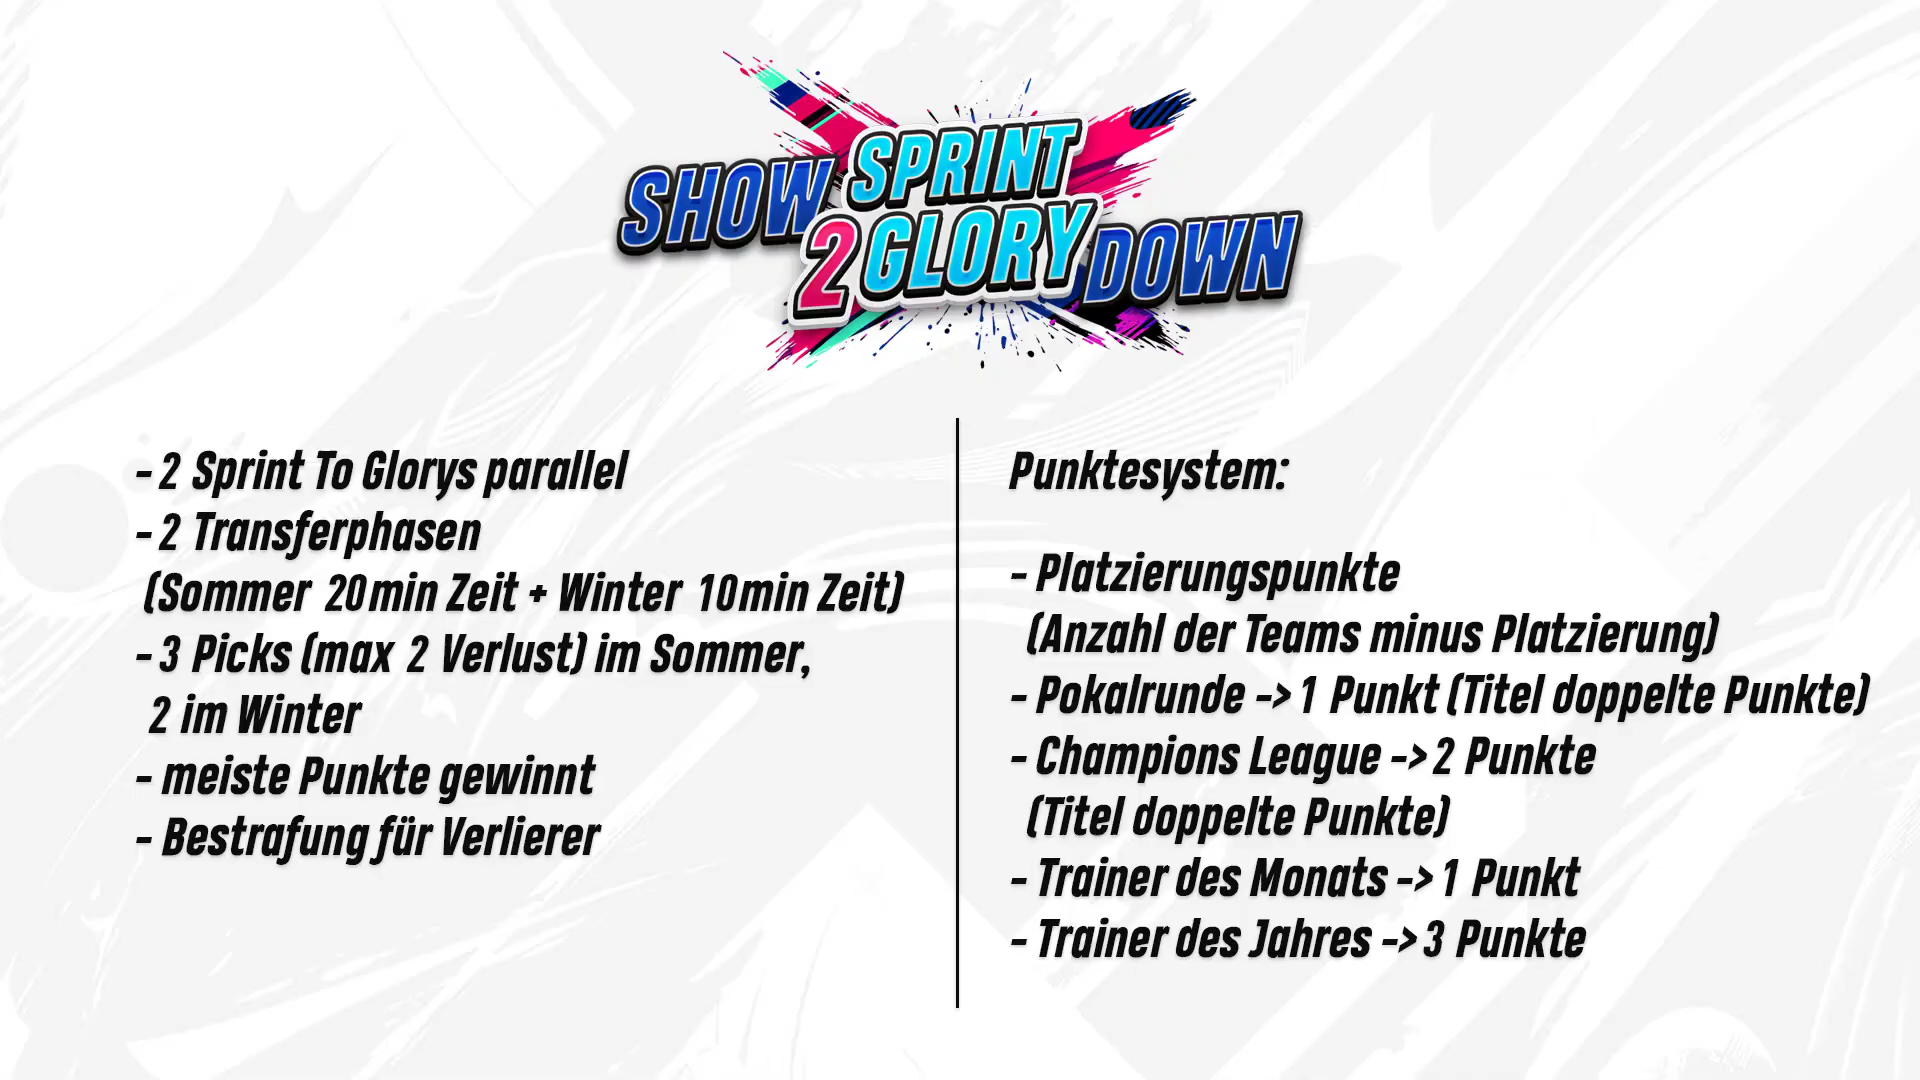 SHOW SPRINT
2 GLORY DOWN
- 2 Sprint To Glorys parallel
- 2 Transferphasen
(Sommer 20min Zeit + Winter 10min Zeit)
- 3 Picks (max 2 Verlust) im Sommer,
2 im Winter
- meiste Punkte gewinnt
- Bestrafung für Verlierer
Punktesystem:
- Platzierungspunkte
(Anzahl der Teams minus Platzierung)
- Pokalrunde -> 1 Punkt (Titel doppelte Punkte)
- Champions League -> 2 Punkte
(Titel doppelte Punkte)
- Trainer des Monats -> 1 Punkt
- Trainer des Jahres -> 3 Punkte